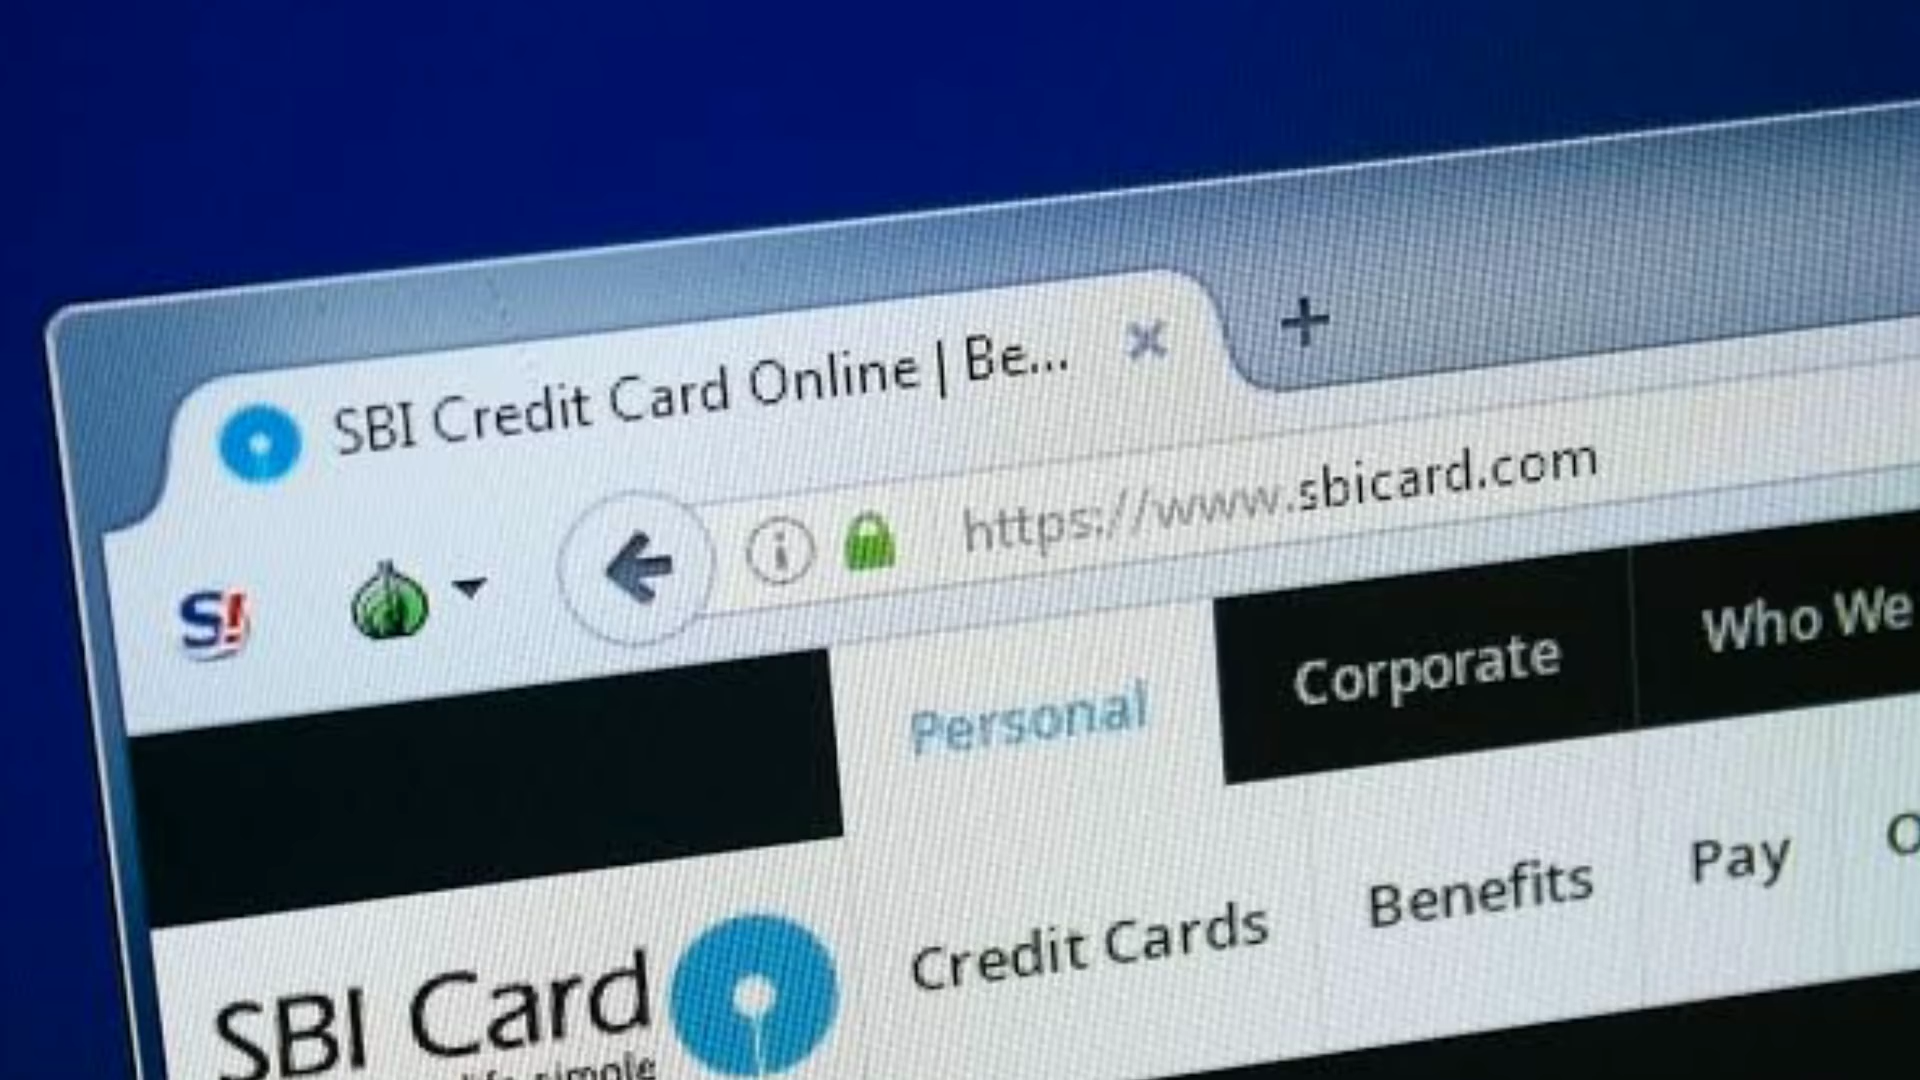 SBI Credit Card Online | Be...
https://www.sbicard.com
S!
Personal
Corporate
Who We
Credit Cards
Benefits
Pay
SBI Card
simple